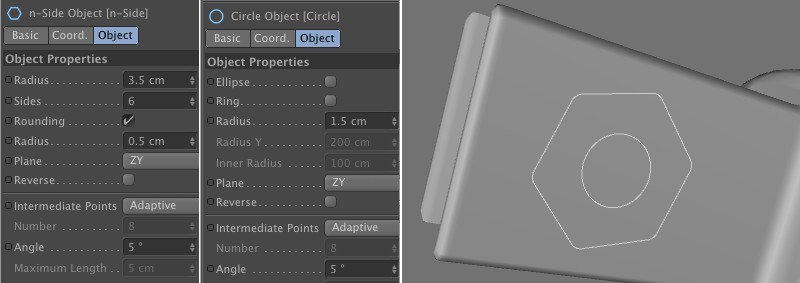 n-Side Object [n-Side]
Basic Coord. Object
Object Properties
Radius 3.5 cm
Sides 6
Rounding
Radius 0.5 cm
Plane ZY
Reverse
Intermediate Points Adaptive
Number 8
Angle 5 °
Maximum Length 5 cm
Circle Object [Circle]
Basic Coord. Object
Object Properties
Ellipse
Ring
Radius 1.5 cm
Radius Y 200 cm
Inner Radius 100 cm
Plane ZY
Reverse
Intermediate Points Adaptive
Number 8
Angle 5 °